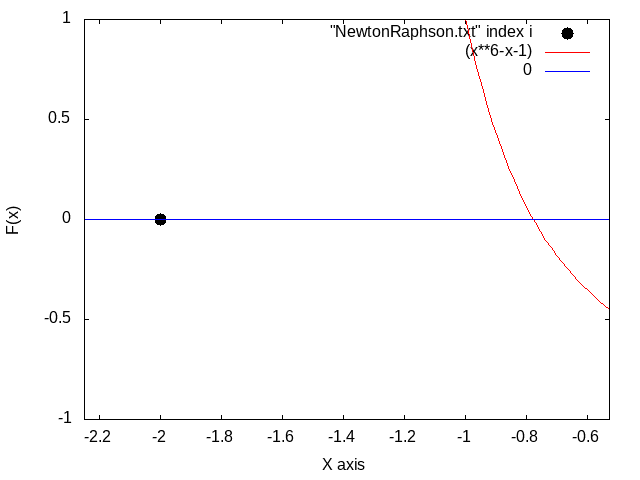 "NewtonRaphson.txt" index i
(x**6-x-1)
0
1
0.5
0
-0.5
-1
F(x)
-2.2 -2 -1.8 -1.6 -1.4 -1.2 -1 -0.8 -0.6
X axis